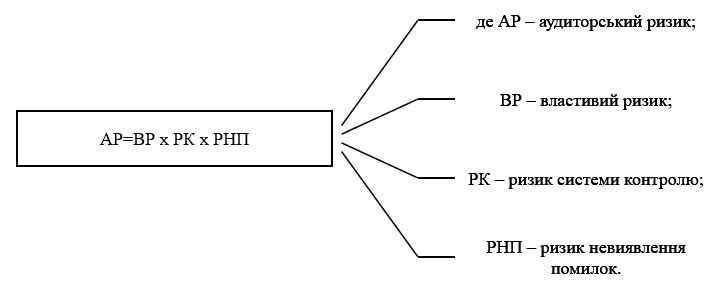 де АР – аудиторський ризик;
ВР – властивий ризик;
АР=ВР х РК х РНП
РК – ризик системи контролю;
РНП – ризик невиявлення
помилок.